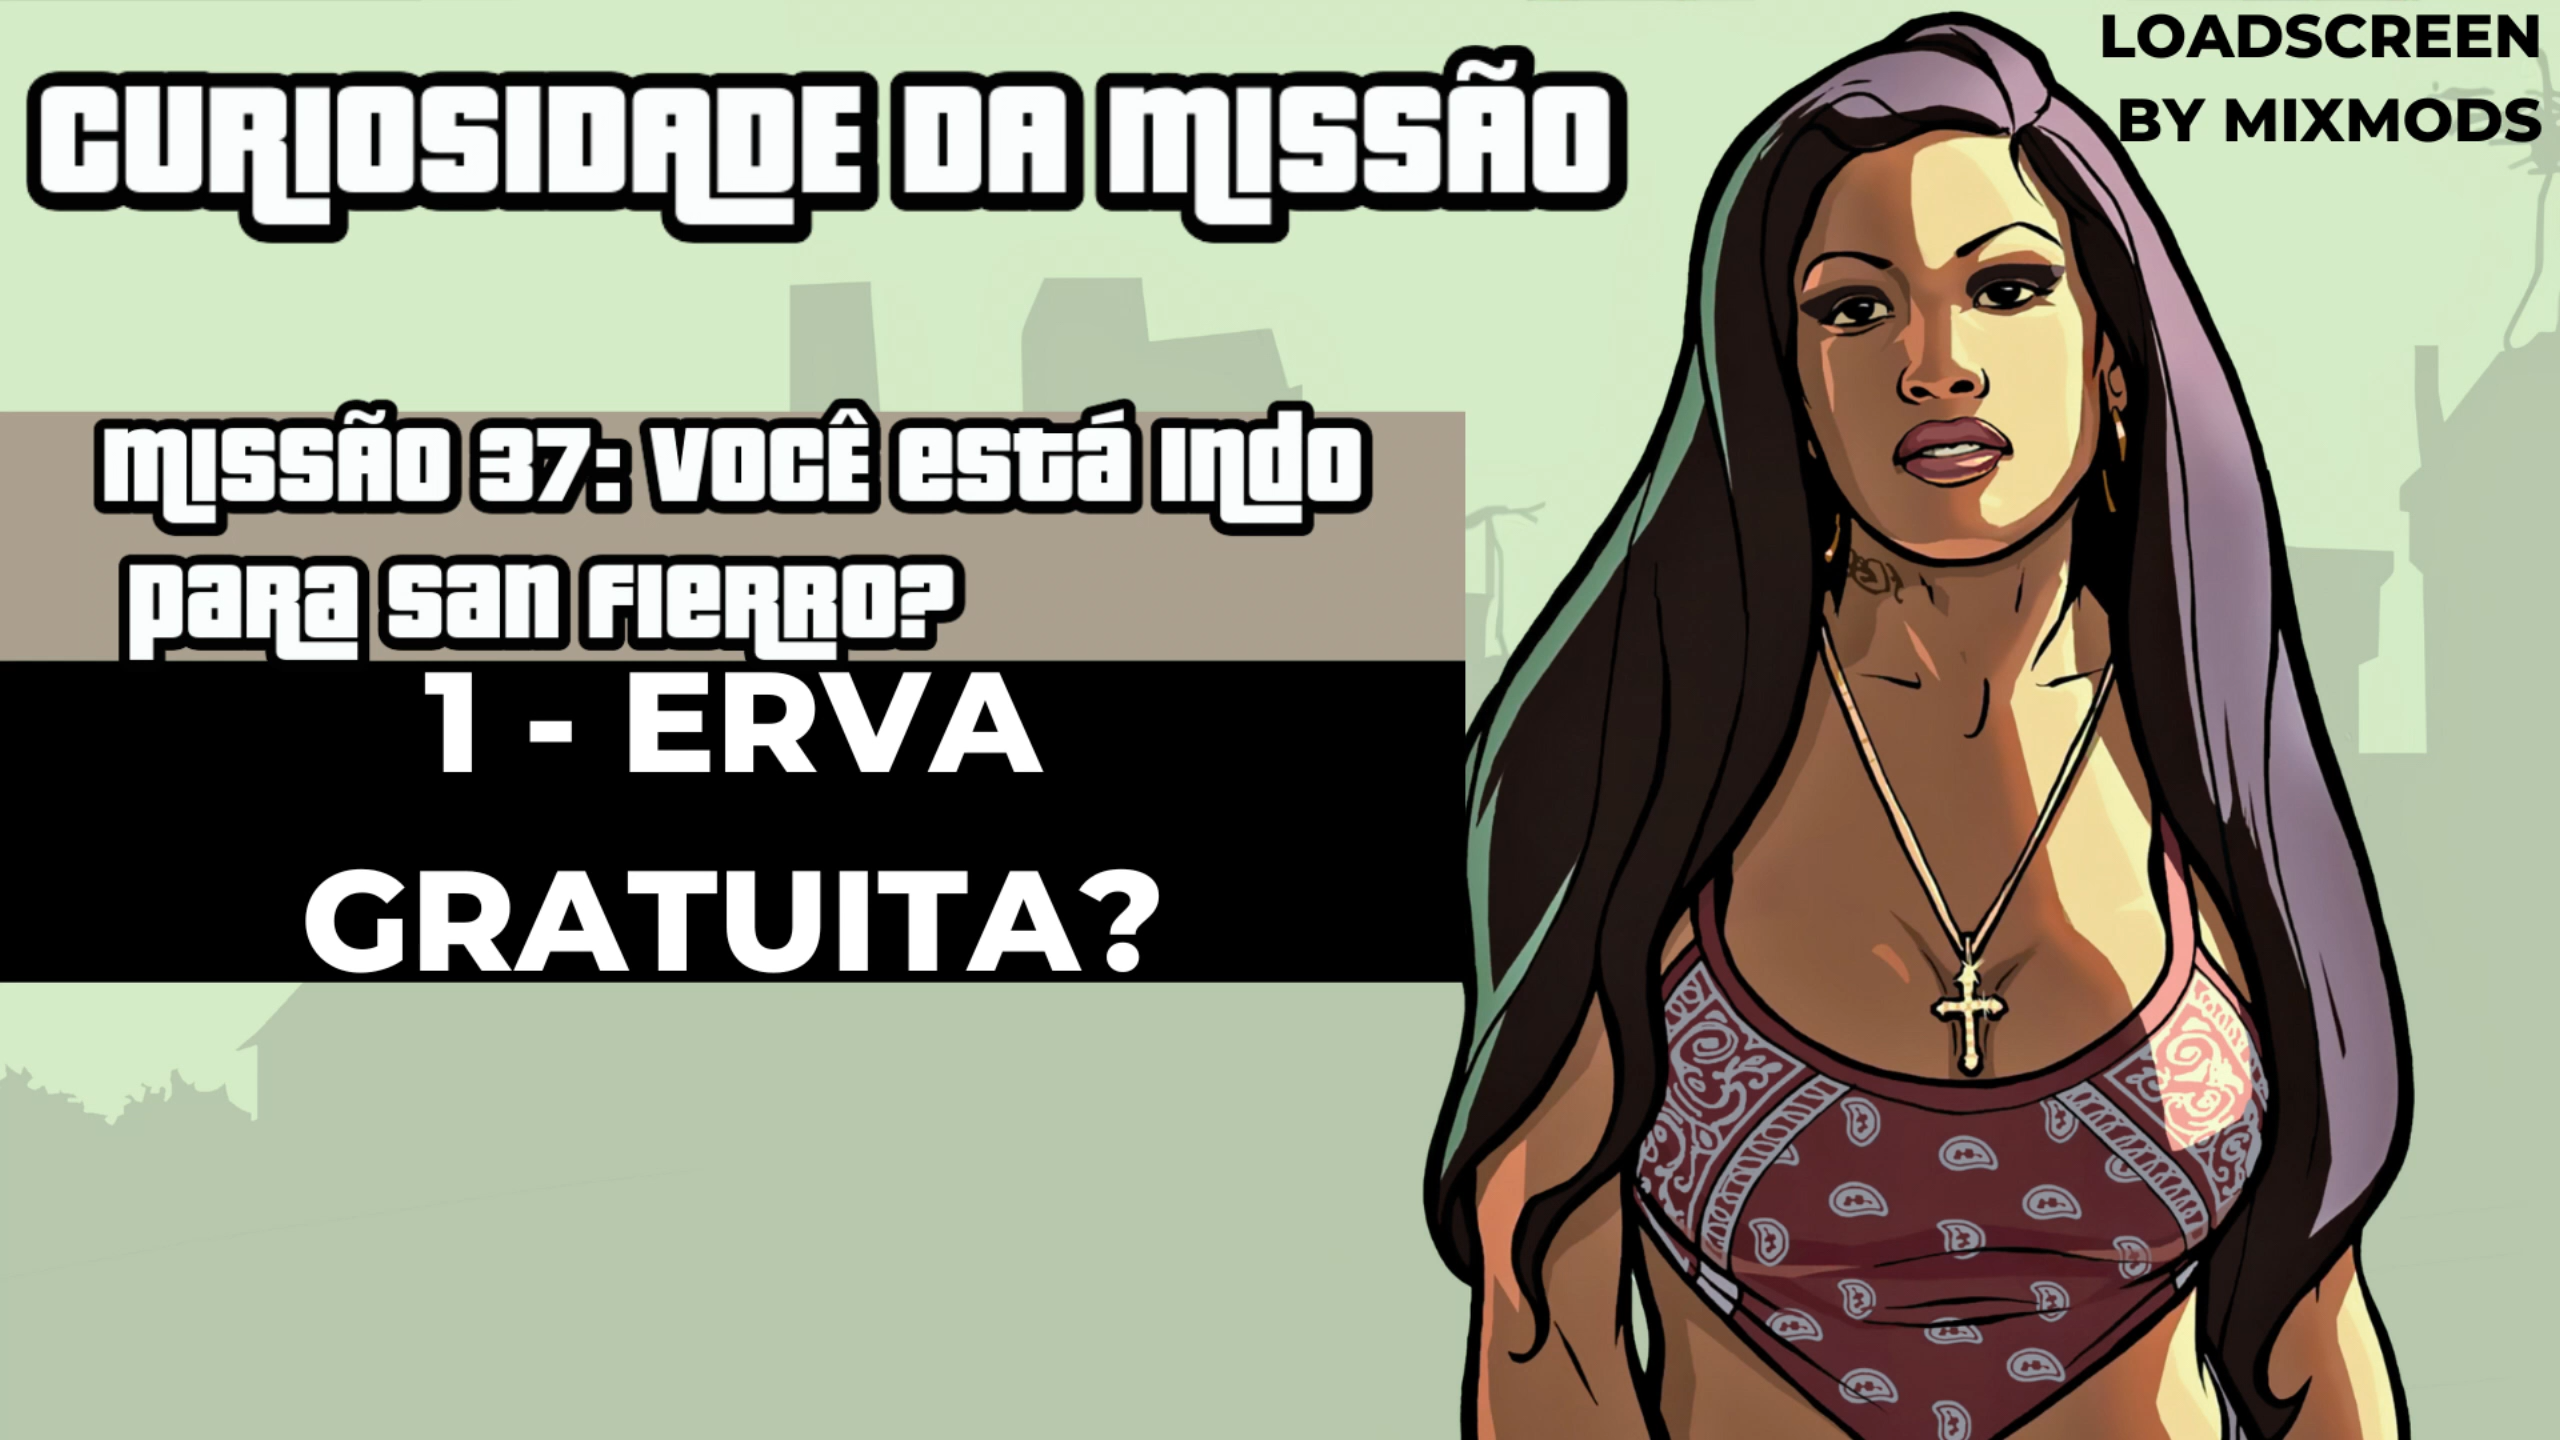 CURIOSIDADE DA MISSÃO
LOADSCREEN
BY MIXMODS
MISSÃO 37: VOCÊ ESTÁ INDO
PARA SAN FIERRO?
1 - ERVA
GRATUITA?